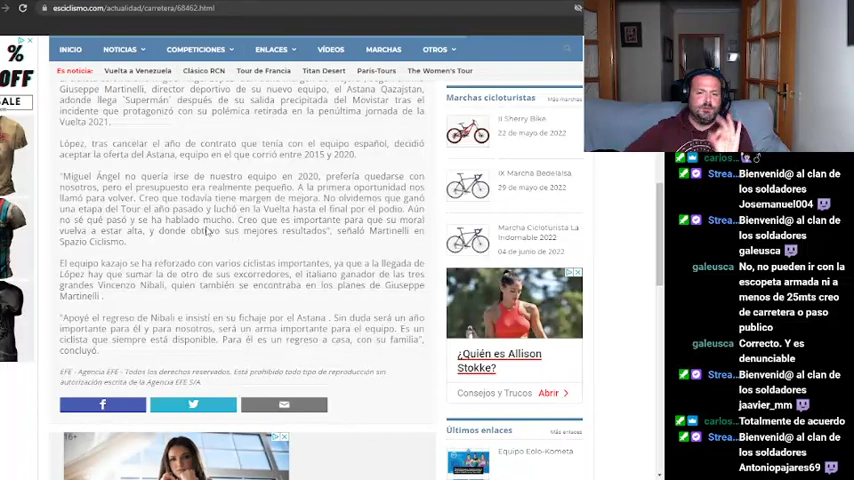 esciclismo.com/actualidad/carretera/68462.html
%
OFF
SALE
INICIO NOTICIAS COMPETICIONES ENLACES VÍDEOS MARCHAS OTROS
Es noticia: Vuelta a Venezuela Clásico RCN Tour de Francia Titan Desert Paris-Tours The Women's Tour
Giuseppe Martinelli, director deportivo de su nuevo equipo, el Astana Qazajstan,
adonde llega `Supermán´ después de su salida precipitada del Movistar tras el
incidente que protagonizó con su polémica retirada en la penúltima jornada de la
Vuelta 2021.
López, tras cancelar el año de contrato que tenía con el equipo español, decidió
aceptar la oferta del Astana, equipo en el que corrió entre 2015 y 2020.
"Miguel Ángel no quería irse de nuestro equipo en 2020, prefería quedarse con
nosotros, pero el presupuesto era realmente pequeño. A la primera oportunidad nos
llamó para volver. Creo que todavía tiene margen de mejora. No olvidemos que ganó
una etapa del Tour el año pasado y luchó en la Vuelta hasta el final por el podio. Aún
no sé qué pasó y se ha hablado mucho. Creo que es importante para que su moral
vuelva a estar alta, y donde obtuvo sus mejores resultados", señaló Martinelli en
Spazio Ciclismo.
El equipo kazajo se ha reforzado con varios ciclistas importantes, ya que a la llegada de
López hay que sumar la de otro de sus excorredores, el italiano ganador de las tres
grandes Vincenzo Nibali, quien también se encontraba en los planes de Giuseppe
Martinelli .
"Apoyé el regreso de Nibali e insistí en su fichaje por el Astana . Sin duda será un año
importante para él y para nosotros, será un arma importante para el equipo. Es un
ciclista que siempre está disponible. Para él es un regreso a casa, con su familia",
concluyó.
EFE - Agencia EFE - Todos los derechos reservados. Está prohibido todo tipo de reproducción sin
autorización escrita de la Agencia EFE S/A.
16+
Marchas cicloturistas Más marchas
II Sherry Bike
22 de mayo de 2022
IX Marcha Bedelalsa
29 de mayo de 2022
Marcha Cicloturista La
Indomable 2022
04 de junio de 2022
¿Quién es Allison
Stokke?
Consejos y Trucos Abrir
Últimos enlaces Más enlaces
Equipo Eolo-Kometa
carlos
Strea... Bienvenid@ al clan de
los soldados
Josemanuel004
Strea... Bienvenid@ al clan de
los soldados
galeusca
galeusca No, no pueden ir con la
escopeta armada ni a
menos de 25mts creo
de carretera o paso
publico
galeusca Correcto. Y es
denunciable
Strea... Bienvenid@ al clan de
los soldados
jaavier_mm
carlos Totalmente de acuerdo
Strea... Bienvenid@ al clan de
los soldados
Antoniopajares69